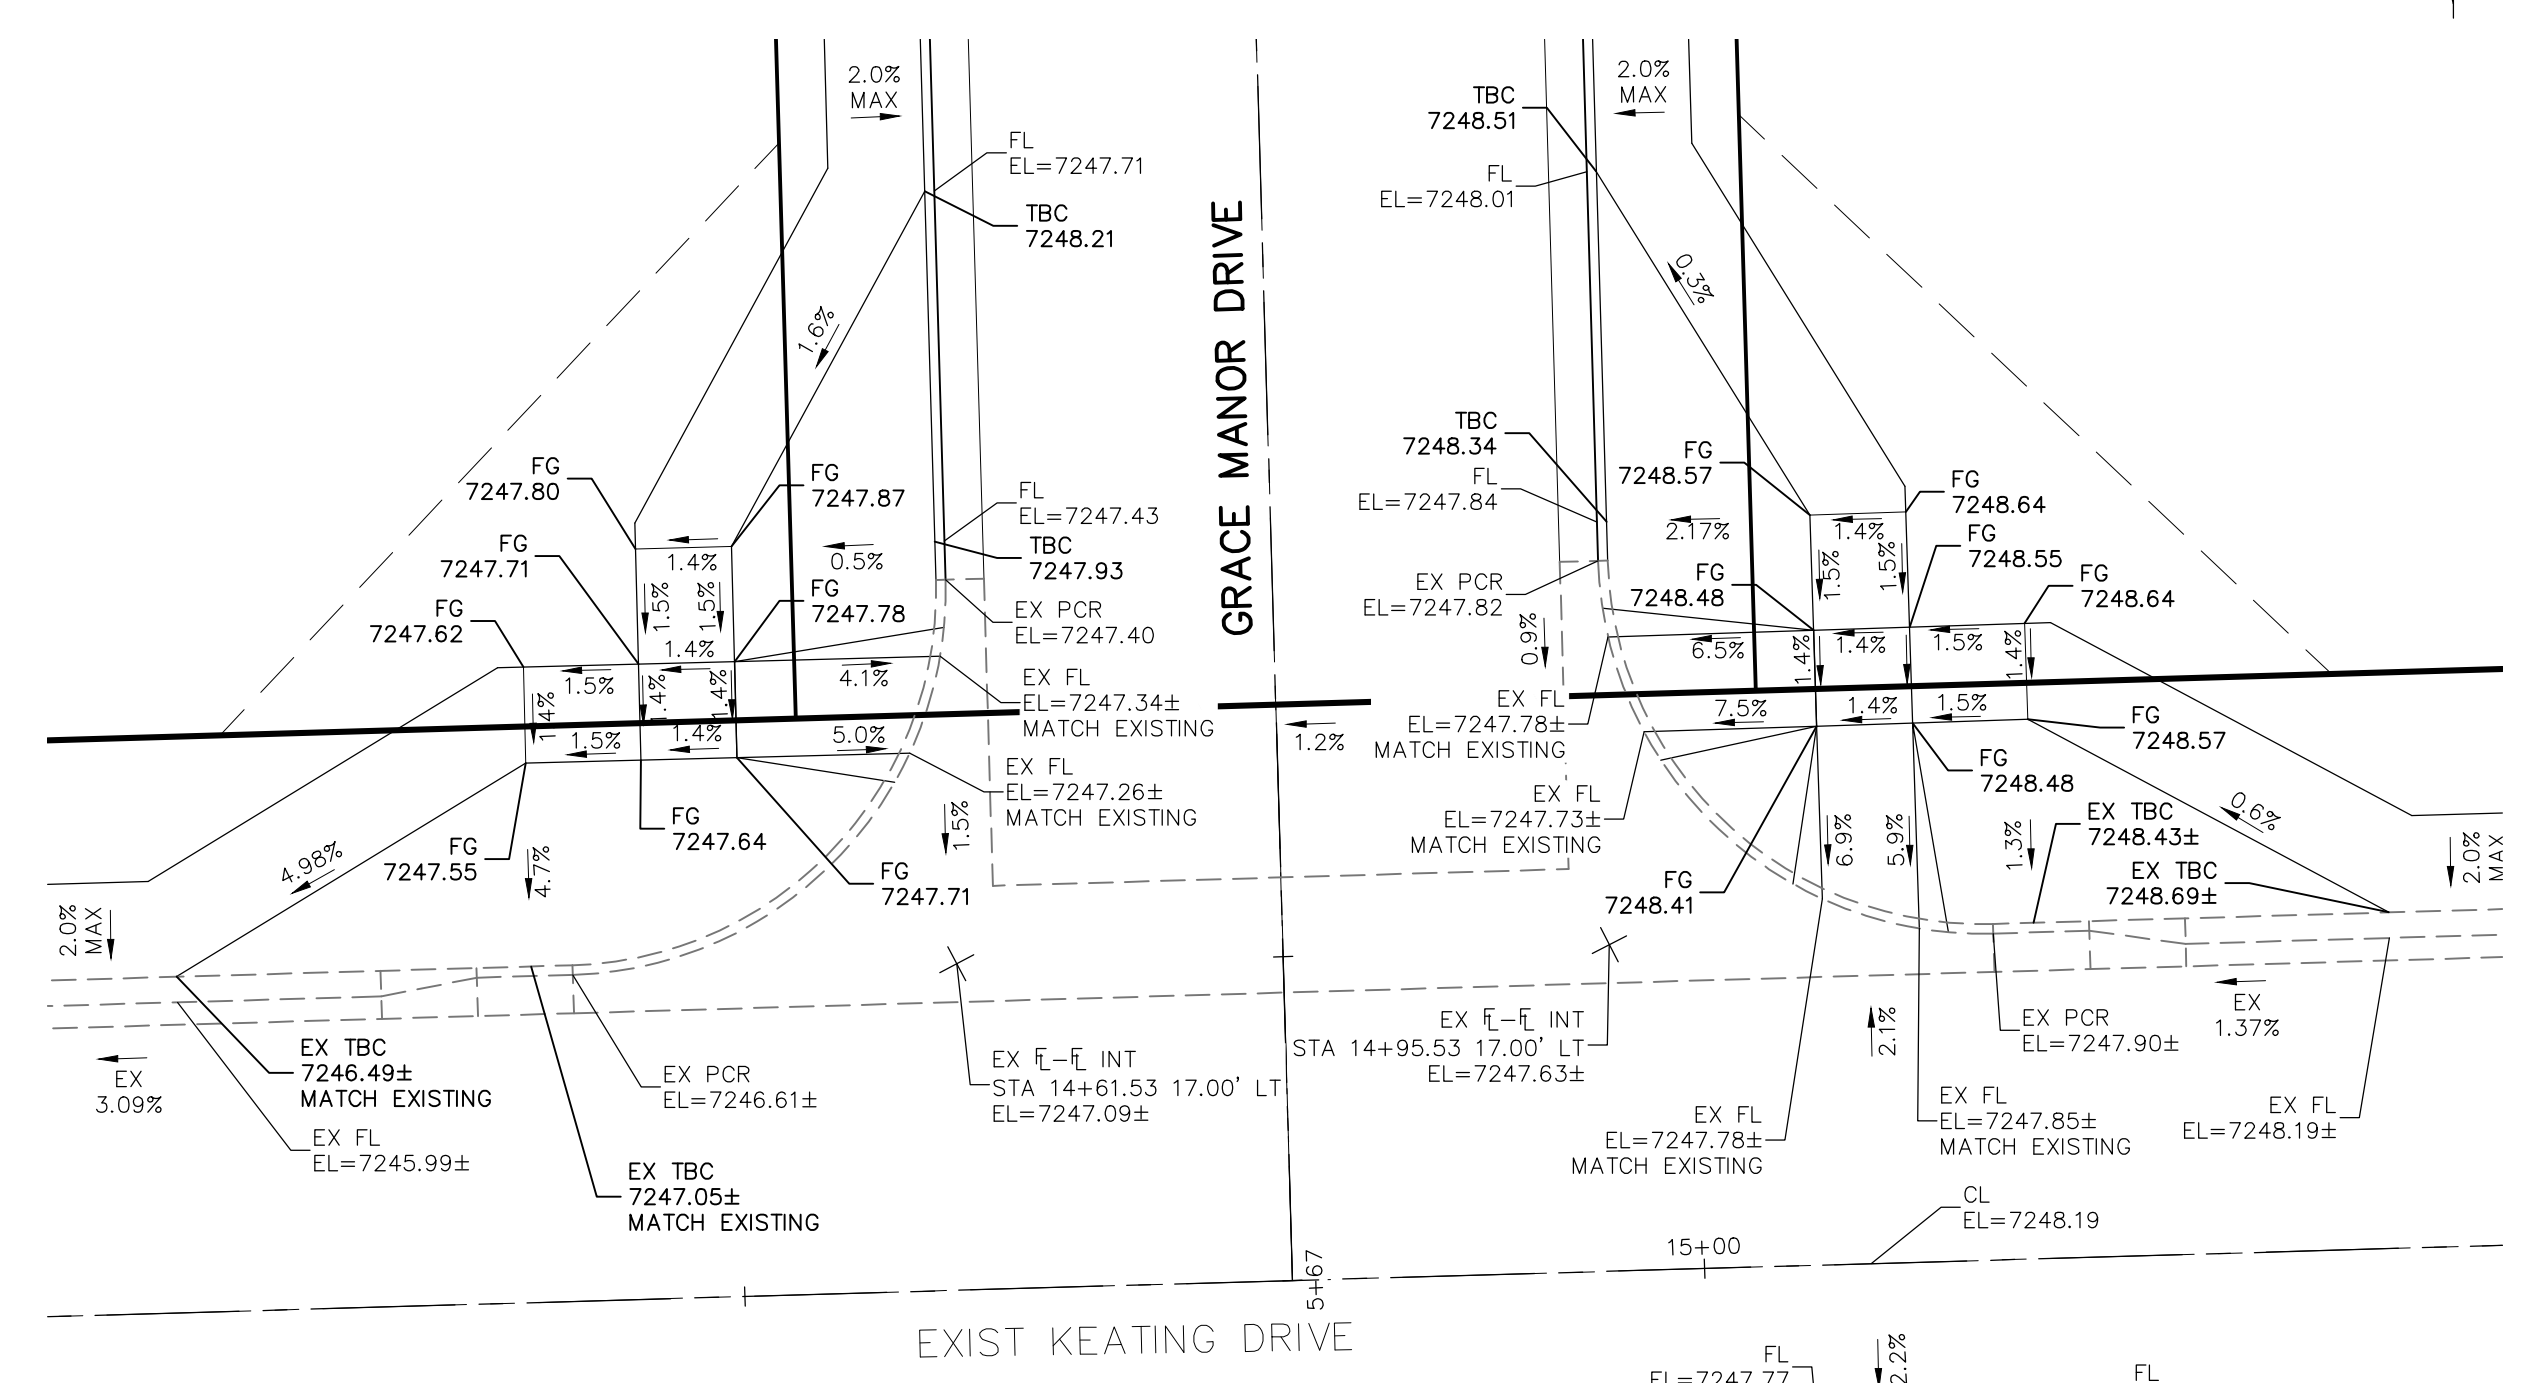 2.0%
MAX
2.0%
MAX
TBC
7248.51
FL
EL=7247.71
FL
EL=7248.01
TBC
7248.21
GRACE MANOR DRIVE
0.3%
1.6%
TBC
7248.34
FG
7248.57
FG
7247.80
FG
7247.87
FL
EL=7247.84
FG
7248.64
FL
EL=7247.43
2.17%
1.4%
FG
7248.55
FG
7247.71
1.4%
0.5%
TBC
7247.93
1.5%
1.5%
EX PCR
EL=7247.82
FG
7248.48
FG
7248.64
FG
7247.62
1.5%
1.5%
FG
7247.78
EX PCR
EL=7247.40
0.9%
1.4%
6.5%
1.4%
1.4%
1.5%
1.4%
1.5%
1.4%
1.4%
1.4%
4.1%
EX FL
EL=7247.34±
MATCH EXISTING
EX FL
EL=7247.78±
MATCH EXISTING
7.5%
1.4%
1.5%
FG
7248.57
1.5%
1.4%
5.0%
1.2%
FG
7248.48
EX FL
EL=7247.26±
MATCH EXISTING
EX FL
EL=7247.73±
MATCH EXISTING
0.6%
EX TBC
7248.43±
FG
7247.64
1.5%
6.9%
5.9%
1.3%
2.0%
MAX
4.98%
FG
7247.55
4.7%
FG
7247.71
FG
7248.41
EX TBC
7248.69±
2.0%
MAX
EX FL-FL INT
STA 14+95.53 17.00' LT
EL=7247.63±
2.1%
EX PCR
EL=7247.90±
EX
1.37%
EX TBC
7246.49±
MATCH EXISTING
EX
3.09%
EX PCR
EL=7246.61±
EX FL-FL INT
STA 14+61.53 17.00' LT
EL=7247.09±
EX FL
EL=7247.78±
MATCH EXISTING
EX FL
EL=7247.85±
MATCH EXISTING
EX FL
EL=7248.19±
EX FL
EL=7245.99±
EX TBC
7247.05±
MATCH EXISTING
CL
EL=7248.19
15+00
5+67
EXIST KEATING DRIVE
FL
EL=7247.77
2.2%
FL